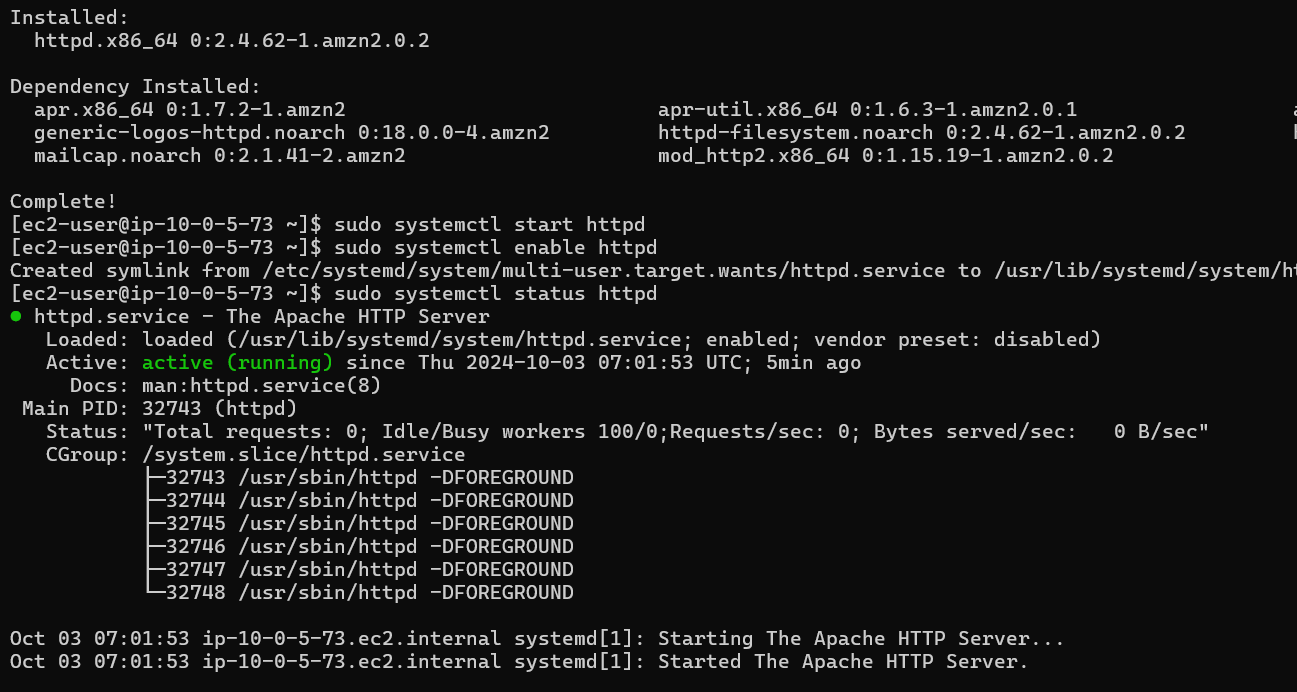 Installed:
  httpd.x86_64 0:2.4.62-1.amzn2.0.2

Dependency Installed:
  apr.x86_64 0:1.7.2-1.amzn2                          apr-util.x86_64 0:1.6.3-1.amzn2.0.1
  generic-logos-httpd.noarch 0:18.0.0-4.amzn2         httpd-filesystem.noarch 0:2.4.62-1.amzn2.0.2
  mailcap.noarch 0:2.1.41-2.amzn2                     mod_http2.x86_64 0:1.15.19-1.amzn2.0.2

Complete!
[ec2-user@ip-10-0-5-73 ~]$ sudo systemctl start httpd
[ec2-user@ip-10-0-5-73 ~]$ sudo systemctl enable httpd
Created symlink from /etc/systemd/system/multi-user.target.wants/httpd.service to /usr/lib/systemd/system/ht
[ec2-user@ip-10-0-5-73 ~]$ sudo systemctl status httpd
● httpd.service - The Apache HTTP Server
   Loaded: loaded (/usr/lib/systemd/system/httpd.service; enabled; vendor preset: disabled)
   Active: active (running) since Thu 2024-10-03 07:01:53 UTC; 5min ago
     Docs: man:httpd.service(8)
 Main PID: 32743 (httpd)
   Status: "Total requests: 0; Idle/Busy workers 100/0;Requests/sec: 0; Bytes served/sec:   0 B/sec"
   CGroup: /system.slice/httpd.service
           ├─32743 /usr/sbin/httpd -DFOREGROUND
           ├─32744 /usr/sbin/httpd -DFOREGROUND
           ├─32745 /usr/sbin/httpd -DFOREGROUND
           ├─32746 /usr/sbin/httpd -DFOREGROUND
           ├─32747 /usr/sbin/httpd -DFOREGROUND
           └─32748 /usr/sbin/httpd -DFOREGROUND

Oct 03 07:01:53 ip-10-0-5-73.ec2.internal systemd[1]: Starting The Apache HTTP Server...
Oct 03 07:01:53 ip-10-0-5-73.ec2.internal systemd[1]: Started The Apache HTTP Server.